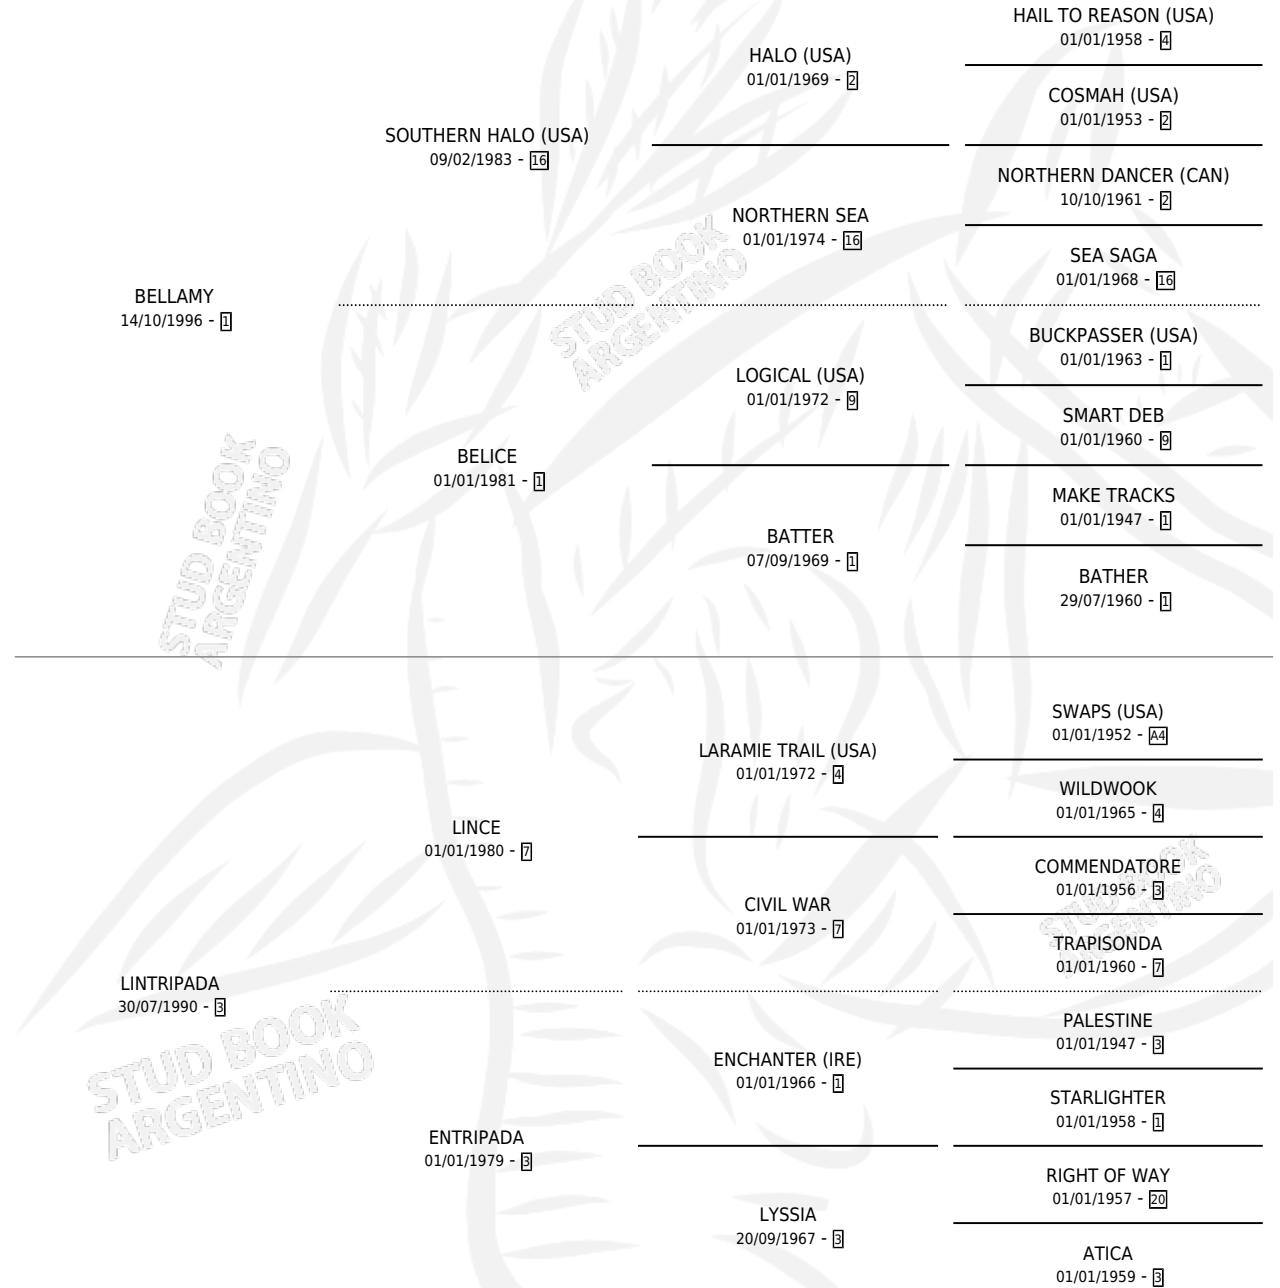 HAIL TO REASON (USA)
01/01/1958 - 4
HALO (USA)
01/01/1969 - 2
COSMAH (USA)
01/01/1953 - 2
SOUTHERN HALO (USA)
09/02/1983 - 16
NORTHERN DANCER (CAN)
10/10/1961 - 2
NORTHERN SEA
01/01/1974 - 16
SEA SAGA
01/01/1968 - 16
BELLAMY
14/10/1996 - 1
STUD BOOK
ARGENTINO
BUCKPASSER (USA)
01/01/1963 - 1
LOGICAL (USA)
01/01/1972 - 9
SMART DEB
01/01/1960 - 9
BELICE
01/01/1981 - 1
MAKE TRACKS
01/01/1947 - 1
BATTER
07/09/1969 - 1
BATHER
29/07/1960 - 1
STUD BOOK
ARGENTINO
SWAPS (USA)
01/01/1952 - A4
LARAMIE TRAIL (USA)
01/01/1972 - 4
WILDWOOK
01/01/1965 - 4
LINCE
01/01/1980 - 7
COMMENDATORE
01/01/1956 - 3
CIVIL WAR
01/01/1973 - 7
TRAPISONDA
01/01/1960 - 7
STUD BOOK
ARGENTINO
LINTRIPADA
30/07/1990 - 3
PALESTINE
01/01/1947 - 3
ENCHANTER (IRE)
01/01/1966 - 1
STARLIGHTER
01/01/1958 - 1
STUD BOOK
ARGENTINO
ENTRIPADA
01/01/1979 - 3
RIGHT OF WAY
01/01/1957 - 20
LYSSIA
20/09/1967 - 3
ATICA
01/01/1959 - 3